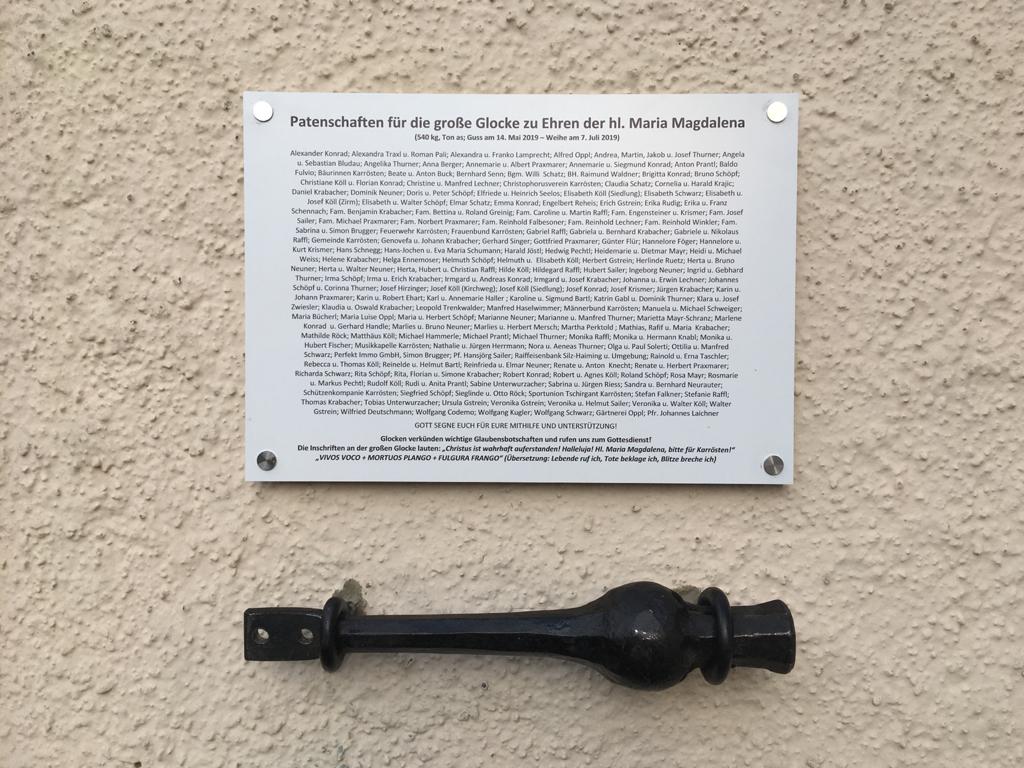 Patenschaften für die große Glocke zu Ehren der hl. Maria Magdalena
(540 kg, Ton as; Guss am 14. Mai 2019 – Weihe am 7. Juli 2019)
Alexander Konrad; Alexandra Traxl u. Roman Pali; Alexandra u. Franko Lamprecht; Alfred Oppl; Andrea, Martin, Jakob u. Josef Thurner; Angela
u. Sebastian Bludau; Angelika Thurner; Anna Berger; Annemarie u. Albert Praxmarer; Annemarie u. Siegmund Konrad; Anton Prantl; Baldo
Fulvio; Bäurinnen Karrösten; Beate u. Anton Buck; Bernhard Senn; Bgm. Willi Schatz; BH. Raimund Waldner; Brigitta Konrad; Bruno Schöpf;
Christiane Köll u. Florian Konrad; Christine u. Manfred Lechner; Christophorusverein Karrösten; Claudia Schatz; Cornelia u. Harald Krajic;
Daniel Krabacher; Dominik Neuner; Doris u. Peter Schöpf; Elfriede u. Heinrich Seelos; Elisabeth Köll (Siedlung); Elisabeth Schwarz; Elisabeth u.
Josef Köll (Zirm); Elisabeth u. Walter Schöpf; Elmar Schatz; Emma Konrad; Engelbert Reheis; Erich Gstrein; Erika Rudig; Erika u. Franz
Schennach; Fam. Benjamin Krabacher; Fam. Bettina u. Roland Greinig; Fam. Caroline u. Martin Raffl; Fam. Engensteiner u. Krismer; Fam. Josef
Sailer; Fam. Michael Praxmarer; Fam. Norbert Praxmarer; Fam. Reinhold Falbesoner; Fam. Reinhold Lechner; Fam. Reinhold Winkler; Fam.
Sabrina u. Simon Brugger; Feuerwehr Karrösten; Frauenbund Karrösten; Gabriel Raffl; Gabriela u. Bernhard Krabacher; Gabriele u. Nikolaus
Raffl; Gemeinde Karrösten; Genovefa u. Johann Krabacher; Gerhard Singer; Gottfried Praxmarer; Günter Flür; Hannelore Föger; Hannelore u.
Kurt Krismer; Hans Schnegg; Hans-Jochen u. Eva Maria Schumann; Harald Jöstl; Hedwig Pechtl; Heidemarie u. Dietmar Mayr; Heidi u. Michael
Weiss; Helene Krabacher; Helga Ennemoser; Helmuth Schöpf; Helmuth u. Elisabeth Köll; Herbert Gstrein; Herlinde Ruetz; Herta u. Bruno
Neuner; Herta u. Walter Neuner; Herta, Hubert u. Christian Raffl; Hilde Köll; Hildegard Raffl; Hubert Sailer; Ingeborg Neuner; Ingrid u. Gebhard
Thurner; Irma Schöpf; Irma u. Erich Krabacher; Irmgard u. Andreas Konrad; Irmgard u. Josef Krabacher; Johanna u. Erwin Lechner; Johannes
Schöpf u. Corinna Thurner; Josef Hirzinger; Josef Köll (Kirchweg); Josef Köll (Siedlung); Josef Konrad; Josef Krismer; Jürgen Krabacher; Karin u.
Johann Praxmarer; Karin u. Robert Ehart; Karl u. Annemarie Haller ; Karoline u. Sigmund Bartl; Katrin Gabl u. Dominik Thurner; Klara u. Josef
Zwiesler; Klaudia u. Oswald Krabacher; Leopold Trenkwalder; Manfred Haselwimmer; Männerbund Karrösten; Manuela u. Michael Schweiger;
Maria Bücherl; Maria Luise Oppl; Maria u. Herbert Schöpf; Marianne Neuner; Marianne u. Manfred Thurner; Marietta Mayr-Schranz; Marlene
Konrad u. Gerhard Handle; Marlies u. Bruno Neuner; Marlies u. Herbert Mersch; Martha Perktold ; Mathias, Rafif u. Maria Krabacher;
Mathilde Röck; Matthäus Köll; Michael Hammerle; Michael Prantl; Michael Thurner; Monika Raffl; Monika u. Hermann Knabl; Monika u.
Hubert Fischer; Musikkapelle Karrösten; Nathalie u. Jürgen Herrmann; Nora u. Aeneas Thurner; Olga u. Paul Solerti; Ottilia u. Manfred
Schwarz; Perfekt Immo GmbH, Simon Brugger; Pf. Hansjörg Sailer; Raiffeisenbank Silz-Haiming u. Umgebung; Rainold u. Erna Taschler;
Rebecca u. Thomas Köll; Reinelde u. Helmut Bartl; Reinfrieda u. Elmar Neuner; Renate u. Anton Knecht; Renate u. Herbert Praxmarer;
Richarda Schwarz; Rita Schöpf; Rita, Florian u. Simone Krabacher; Robert Konrad; Robert u. Agnes Köll; Roland Schöpf; Rosa Mayr; Rosmarie
u. Markus Pechtl; Rudolf Köll; Rudi u. Anita Prantl; Sabine Unterwurzacher; Sabrina u. Jürgen Riess; Sandra u. Bernhard Neurauter;
Schützenkompanie Karrösten; Siegfried Schöpf; Sieglinde u. Otto Röck; Sportunion Tschirgant Karrösten; Stefan Falkner; Stefanie Raffl;
Thomas Krabacher; Tobias Unterwurzacher; Ursula Gstrein; Veronika Gstrein; Veronika u. Helmut Sailer; Veronika u. Walter Köll; Walter
Gstrein; Wilfried Deutschmann; Wolfgang Codemo; Wolfgang Kugler; Wolfgang Schwarz; Gärtnerei Oppl; Pfr. Johannes Laichner
GOTT SEGNE EUCH FÜR EURE MITHILFE UND UNTERSTÜTZUNG!
Glocken verkünden wichtige Glaubensbotschaften und rufen uns zum Gottesdienst!
Die Inschriften an der großen Glocke lauten: „Christus ist wahrhaft auferstanden! Halleluja! Hl. Maria Magdalena, bitte für Karrösten!“
„VIVOS VOCO + MORTUOS PLANGO + FULGURA FRANGO“ (Übersetzung: Lebende ruf ich, Tote beklage ich, Blitze breche ich)